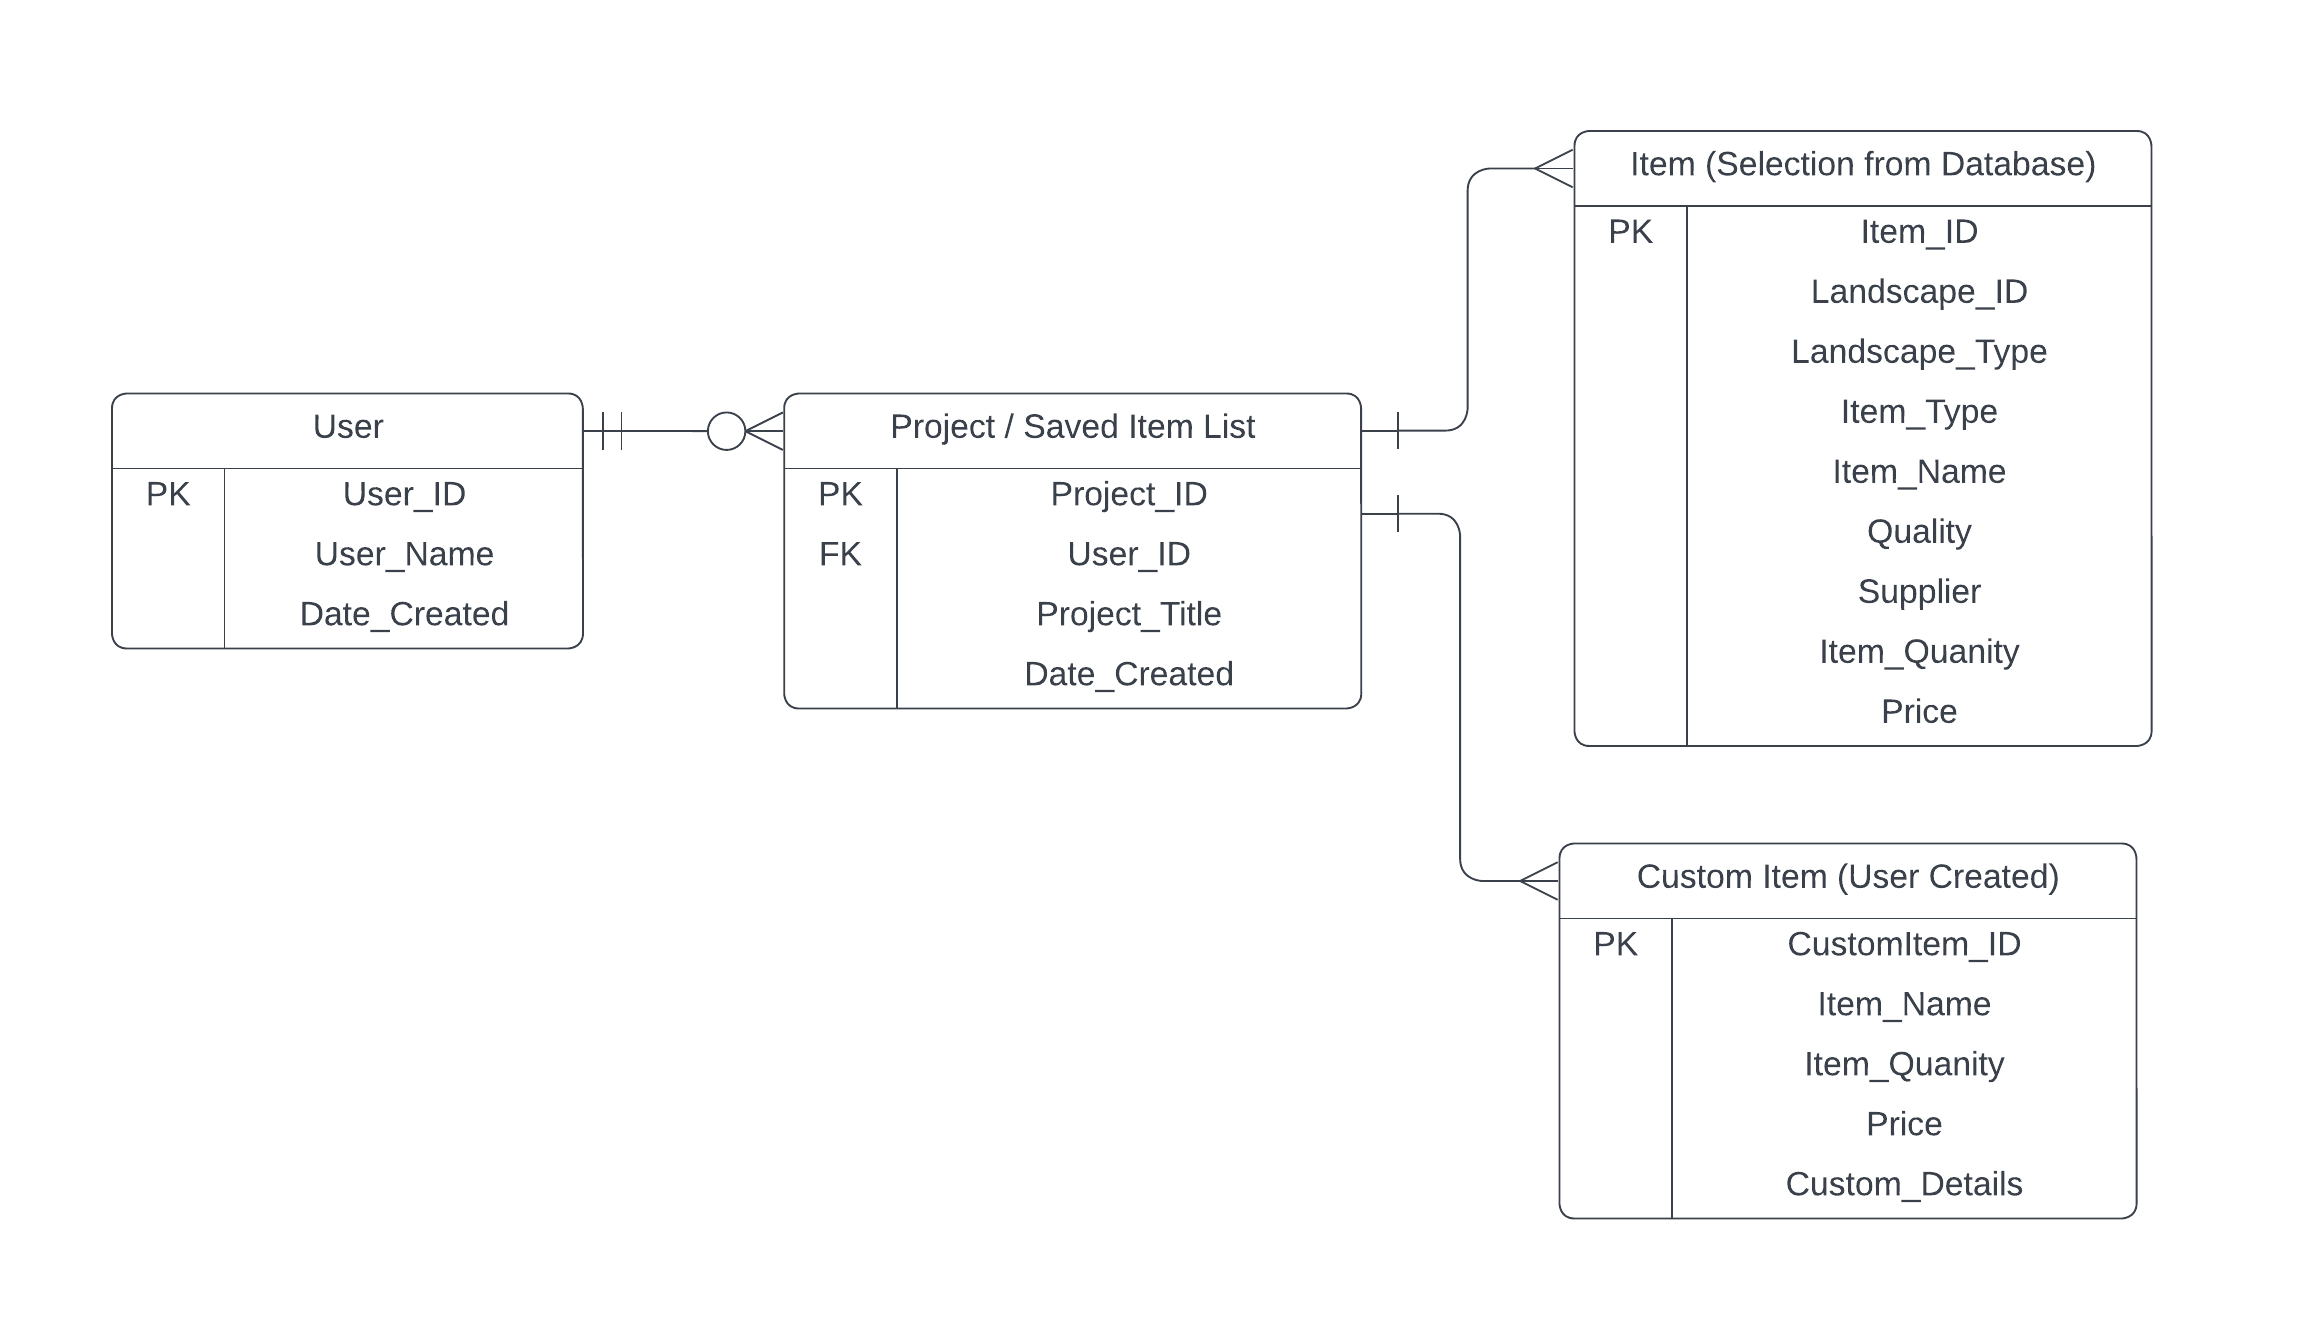 User
PK User_ID
User_Name
Date_Created
Project / Saved Item List
PK Project_ID
FK User_ID
Project_Title
Date_Created
Item (Selection from Database)
PK Item_ID
Landscape_ID
Landscape_Type
Item_Type
Item_Name
Quality
Supplier
Item_Quanity
Price
Custom Item (User Created)
PK CustomItem_ID
Item_Name
Item_Quanity
Price
Custom_Details